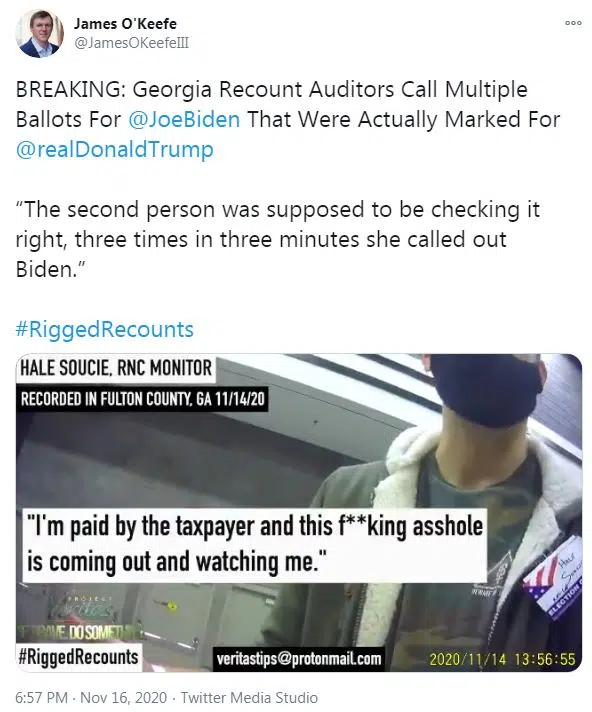 James O'Keefe
@JamesOKeefeIII
BREAKING: Georgia Recount Auditors Call Multiple
Ballots For @JoeBiden That Were Actually Marked For
@realDonaldTrump
“The second person was supposed to be checking it
right, three times in three minutes she called out
Biden.”
#RiggedRecounts
HALE SOUCIE, RNC MONITOR
RECORDED IN FULTON COUNTY, GA 11/14/20
"I'm paid by the taxpayer and this f**king asshole
is coming out and watching me."
PROJECT
Veritas
DO SOMETHING
#RiggedRecounts
veritastips@protonmail.com
2020/11/14 13:56:55
6:57 PM · Nov 16, 2020 · Twitter Media Studio